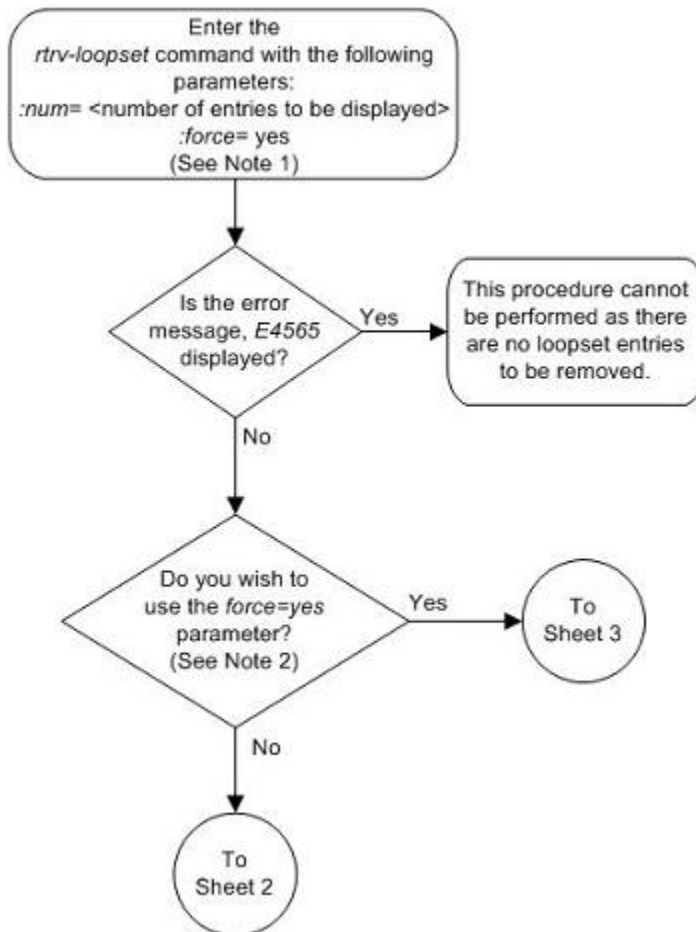 Enter the
rtrv-loopset command with the following
parameters:
:num= <number of entries to be displayed>
:force= yes
(See Note 1)
Is the error
message, E4565
displayed?
Yes
This procedure cannot
be performed as there
are no loopset entries
to be removed.
No
Do you wish to
use the force=yes
parameter?
(See Note 2)
Yes
To
Sheet 3
No
To
Sheet 2